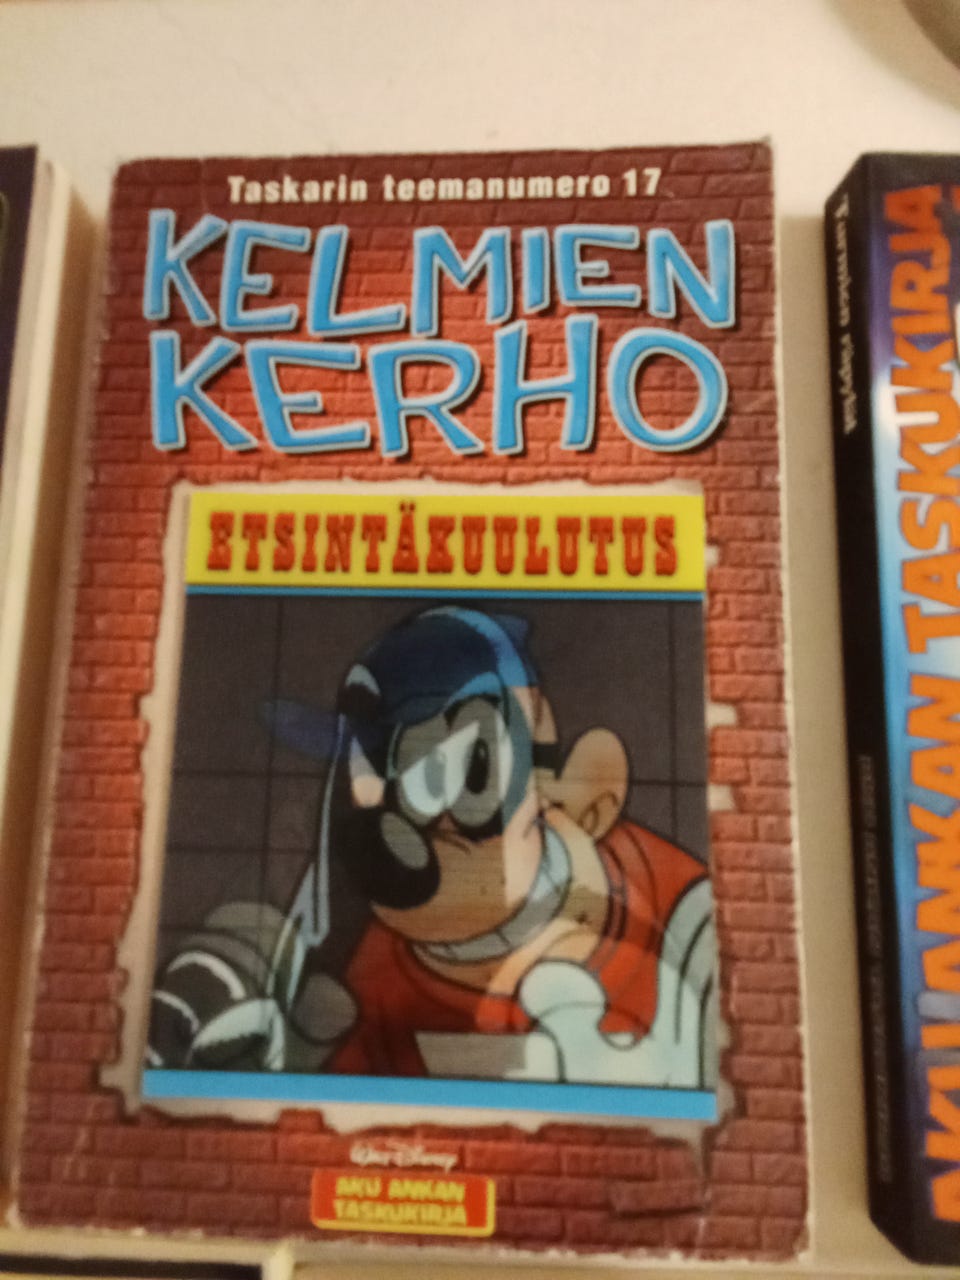 Taskarin teemanumero 17
KELMIEN
KERHO
ETSINTÄKUULUTUS
Walt Disney
AKU ANKAN
TASKUKIRJA
AKU ANKAN TASKUKIRJA